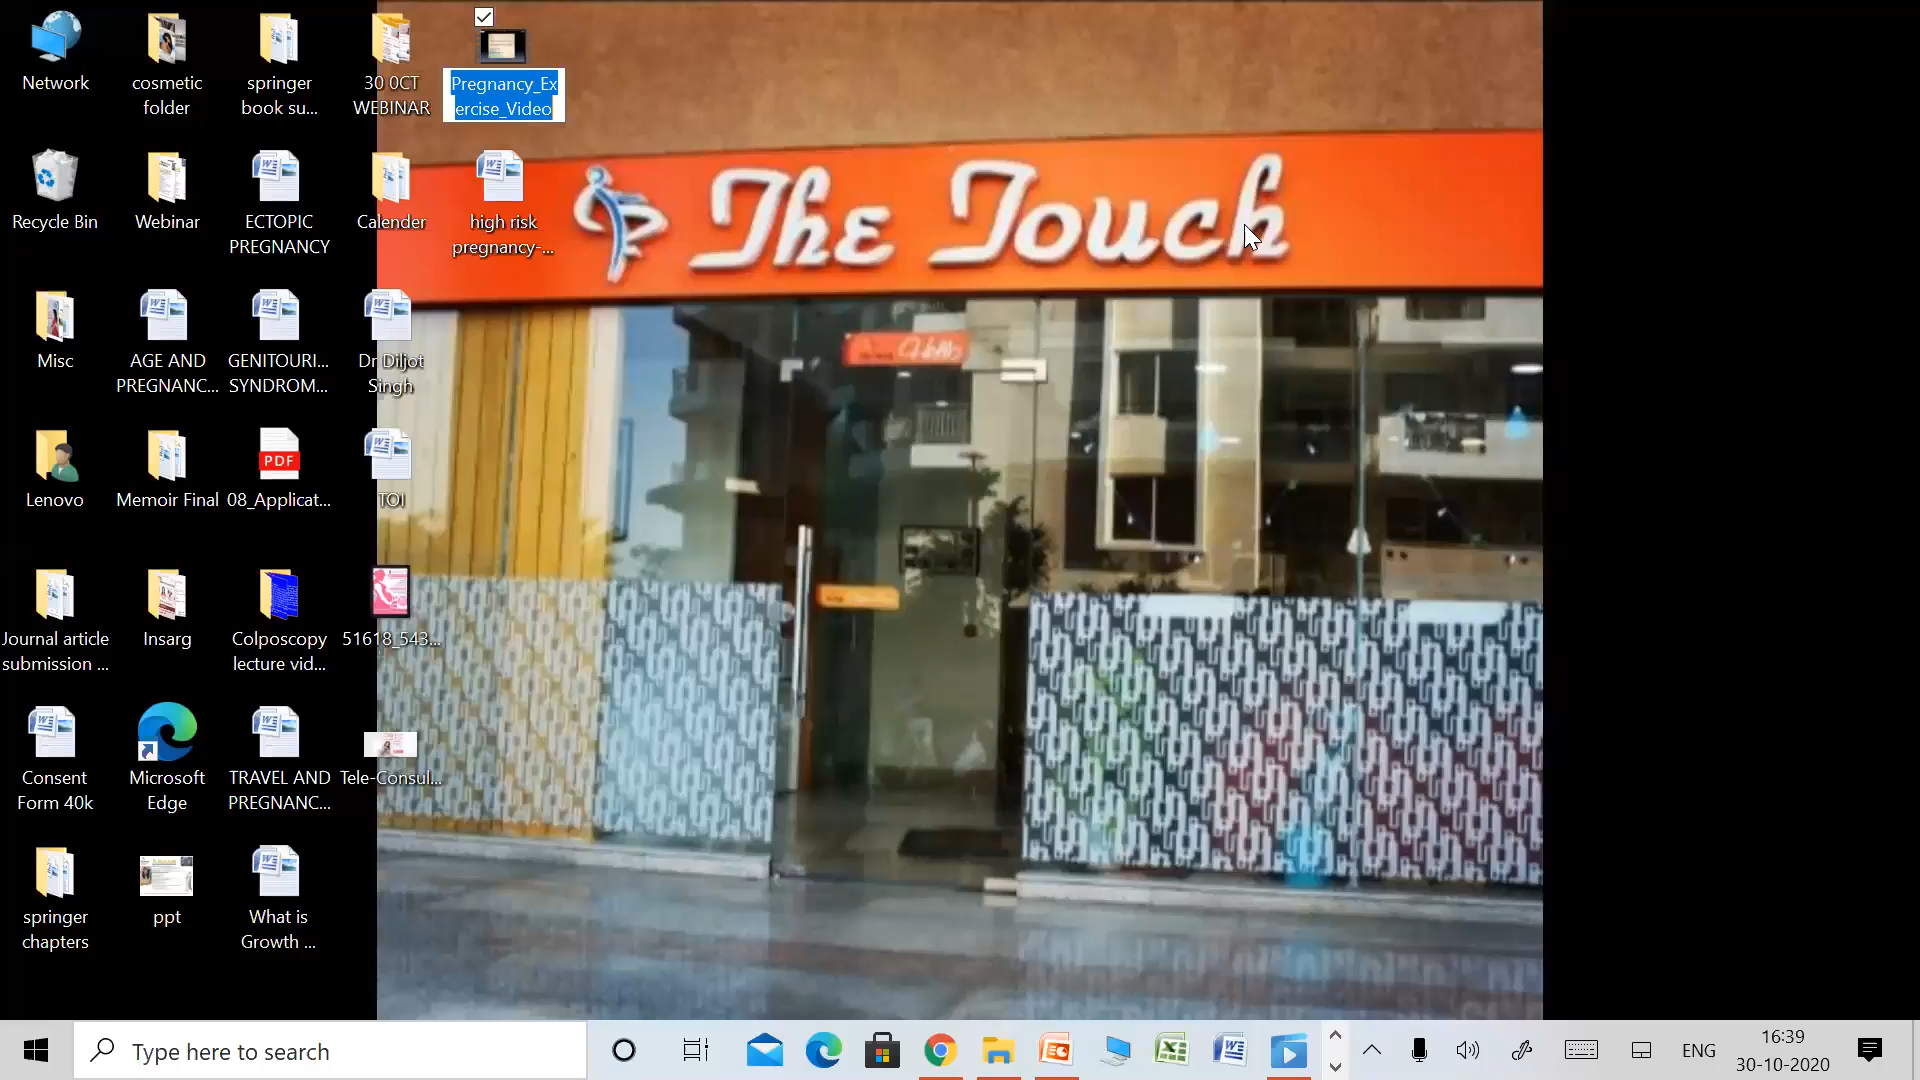 Network
cosmetic
folder
springer
book su...
30 0CT
WEBINAR
Pregnancy_Ex
ercise_Video
Recycle Bin
Webinar
ECTOPIC
PREGNANCY
Calender
high risk
pregnancy-...
The Touch
Misc
AGE AND
PREGNANC...
GENITOURI...
SYNDROM...
Dr Diljot
Singh
Lenovo
Memoir Final
PDF
08_Applicat...
TOI
Journal article
submission ...
Insarg
Colposcopy
lecture vid...
51618_543...
Consent
Form 40k
Microsoft
Edge
TRAVEL AND
PREGNANC...
Tele-Consul...
springer
chapters
ppt
What is
Growth ...
Type here to search
ENG
16:39
30-10-2020